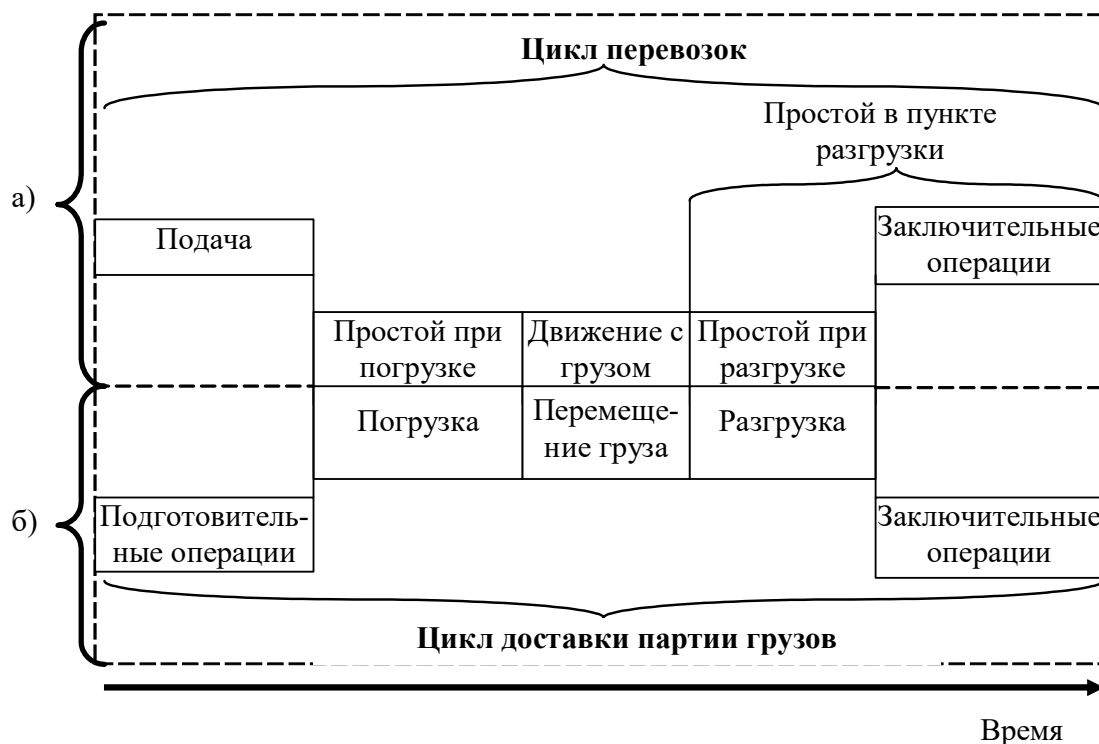 Цикл перевозок
Простой в пункте
разгрузки
а)
Подача
Заключительные
операции
Простой при
погрузке
Движение с
грузом
Простой при
разгрузке
Погрузка
Перемеще-
ние груза
Разгрузка
б)
Подготовитель-
ные операции
Заключительные
операции
Цикл доставки партии грузов
Время